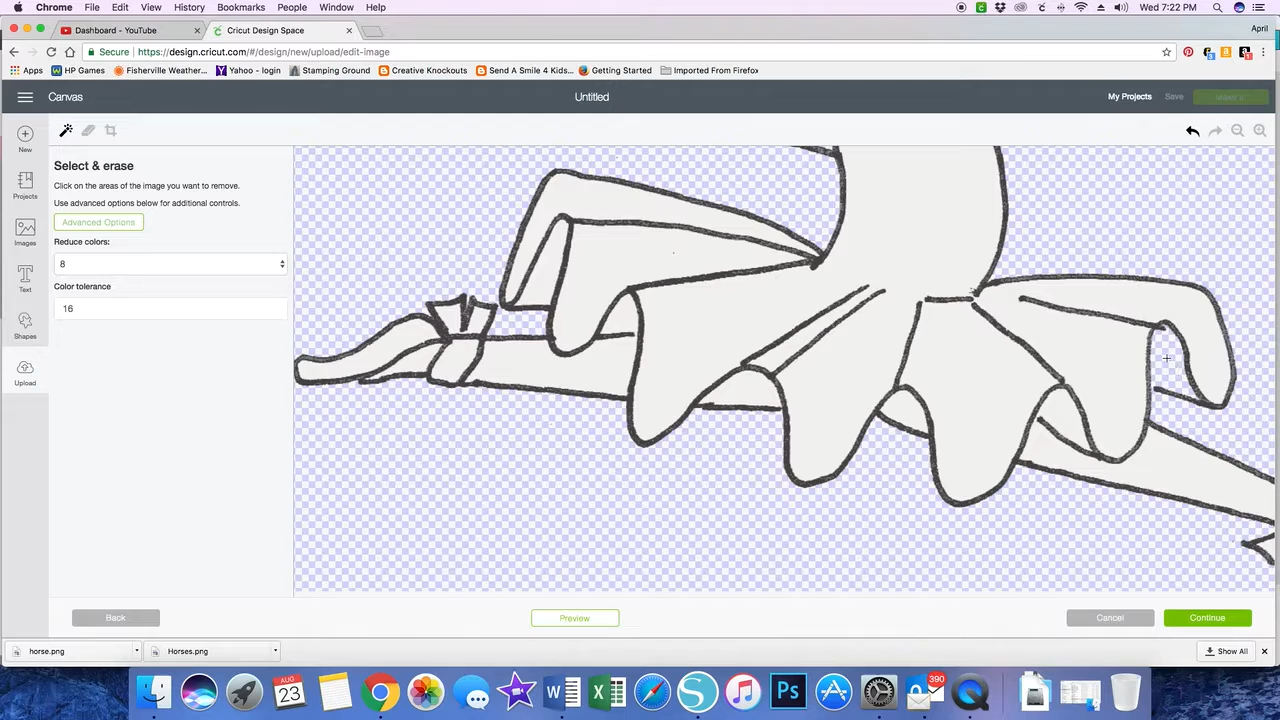 Chrome File Edit View History Bookmarks People Window Help Wed 7:22 PM
Dashboard - YouTube Cricut Design Space April
Secure https://design.cricut.com/#/design/new/upload/edit-image
Apps HP Games Fisherville Weather... Yahoo - login Stamping Ground Creative Knockouts Send A Smile 4 Kids... Getting Started Imported From Firefox
Canvas Untitled My Projects Save
New
Projects
Images
Text
Shapes
Upload
Select & erase
Click on the areas of the image you want to remove.
Use advanced options below for additional controls.
Advanced Options
Reduce colors:
8
Color tolerance
16
Back Preview Cancel Continue
horse.png Horses.png Show All
AUG
23
390
Ps